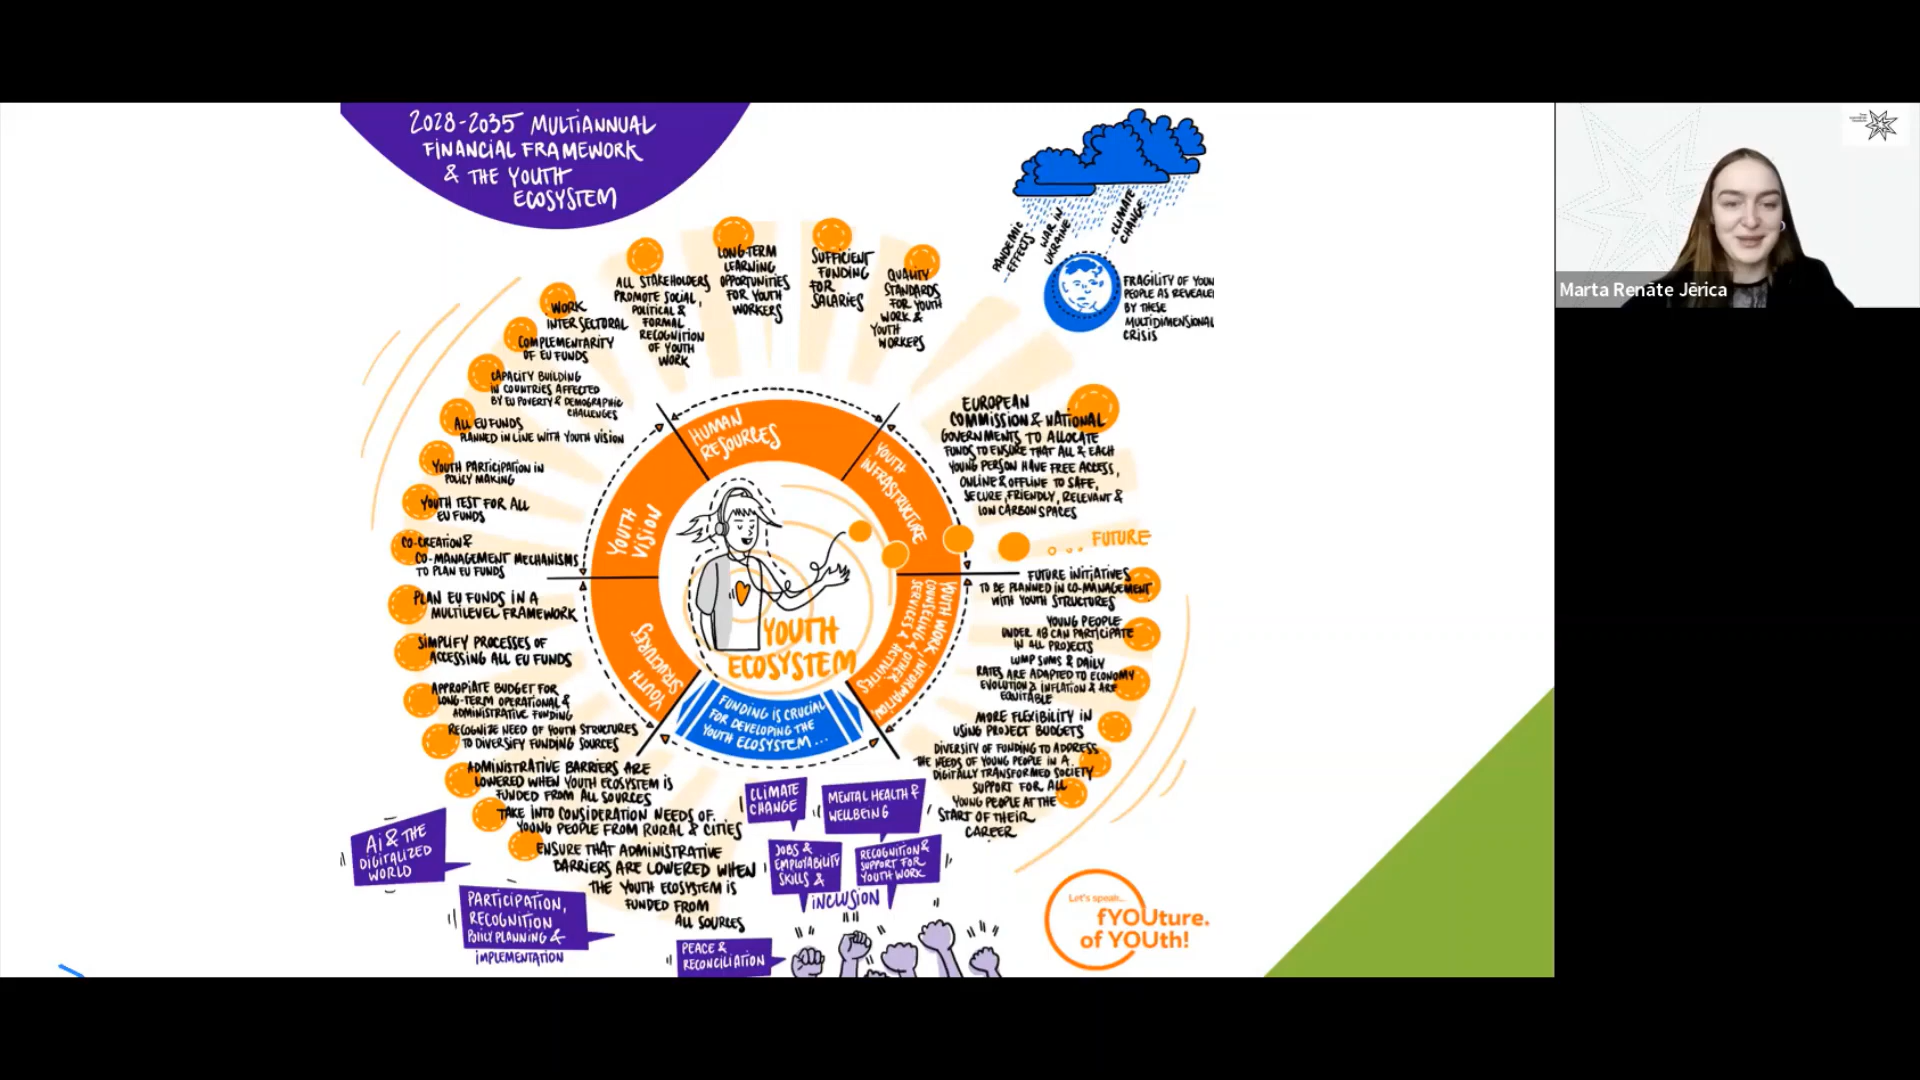 2028-2035 MULTIANNUAL
FINANCIAL FRAMEWORK
& THE YOUTH
ECOSYSTEM
PANDEMIC
EFFECTS
WAR IN
UKRAINE
CLIMATE
CHANGE
FRAGILITY OF YOUN
PEOPLE AS REVEALE
BY THESE
MULTIDIMENSIONAL
CRISIS
Marta Renāte Jērica
WORK
INTERSECTORAL
COMPLEMENTARITY
OF EU FUNDS
CAPACITY BUILDING
IN COUNTRIES AFFECTED
BY EU POVERTY & DEMOGRAPHIC
CHALLENGES
ALL EU FUNDS
PLANNED IN LINE WITH YOUTH VISION
YOUTH PARTICIPATION IN
POLICY MAKING
YOUTH TEST FOR ALL
EU FUNDS
CO-CREATION &
CO-MANAGEMENT MECHANISMS
TO PLAN EU FUNDS
PLAN EU FUNDS IN A
MULTILEVEL FRAMEWORK
SIMPLIFY PROCESSES OF
ACCESSING ALL EU FUNDS
APPROPIATE BUDGET FOR
LONG-TERM OPERATIONAL &
ADMINISTRATIVE FUNDING
RECOGNIZE NEED OF YOUTH STRUCTURES
TO DIVERSIFY FUNDING SOURCES
ADMINISTRATIVE BARRIERS ARE
LOWERED WHEN YOUTH ECOSYSTEM IS
FUNDED FROM ALL SOURCES
TAKE INTO CONSIDERATION NEEDS OF
YOUNG PEOPLE FROM RURAL & CITIES
ENSURE THAT ADMINISTRATIVE
BARRIERS ARE LOWERED WHEN
THE YOUTH ECOSYSTEM IS
FUNDED FROM
ALL SOURCES
ALL STAKEHOLDERS
PROMOTE SOCIAL,
POLITICAL &
FORMAL
RECOGNITION
OF YOUTH
WORK
LONG-TERM
LEARNING
OPPORTUNITIES
FOR YOUTH
WORKERS
SUFFICIENT
FUNDING
FOR
SALARIES
QUALITY
STANDARDS
FOR YOUTH
WORK &
YOUTH
WORKERS
EUROPEAN
COMMISSION & NATIONAL
GOVERNMENTS TO ALLOCATE
FUNDS TO ENSURE THAT ALL & EACH
YOUNG PERSON HAVE FREE ACCESS,
ONLINE & OFFLINE TO SAFE,
SECURE, FRIENDLY, RELEVANT &
LOW CARBON SPACES
FUTURE
FUTURE INITIATIVES
TO BE PLANNED IN CO-MANAGEMENT
WITH YOUTH STRUCTURES
YOUNG PEOPLE
UNDER 18 CAN PARTICIPATE
IN ALL PROJECTS
LUMP SUMS & DAILY
RATES ARE ADAPTED TO ECONOMY
EVOLUTION & INFLATION & ARE
EQUITABLE
MORE FLEXIBILITY IN
USING PROJECT BUDGETS
DIVERSITY OF FUNDING TO ADDRESS
THE NEEDS OF YOUNG PEOPLE IN A
DIGITALLY TRANSFORMED SOCIETY
SUPPORT FOR ALL
YOUNG PEOPLE AT THE
START OF THEIR
CAREER
HUMAN
RESOURCES
YOUTH
INFRASTRUCTURE
YOUTH
VISION
YOUTH
STRUCTURES
YOUTH WORK, INFORMATION
COUNSELING & OTHER
SERVICES & ACTIVITIES
YOUTH
ECOSYSTEM
FUNDING IS CRUCIAL
FOR DEVELOPING THE
YOUTH ECOSYSTEM...
AI & THE
DIGITALIZED
WORLD
PARTICIPATION,
RECOGNITION
POLICY PLANNING &
IMPLEMENTATION
PEACE &
RECONCILIATION
CLIMATE
CHANGE
MENTAL HEALTH &
WELLBEING
JOBS &
EMPLOYABILITY
SKILLS &
INCLUSION
RECOGNITION &
SUPPORT FOR
YOUTH WORK
Let's speak...
fYOUture.
of YOUth!